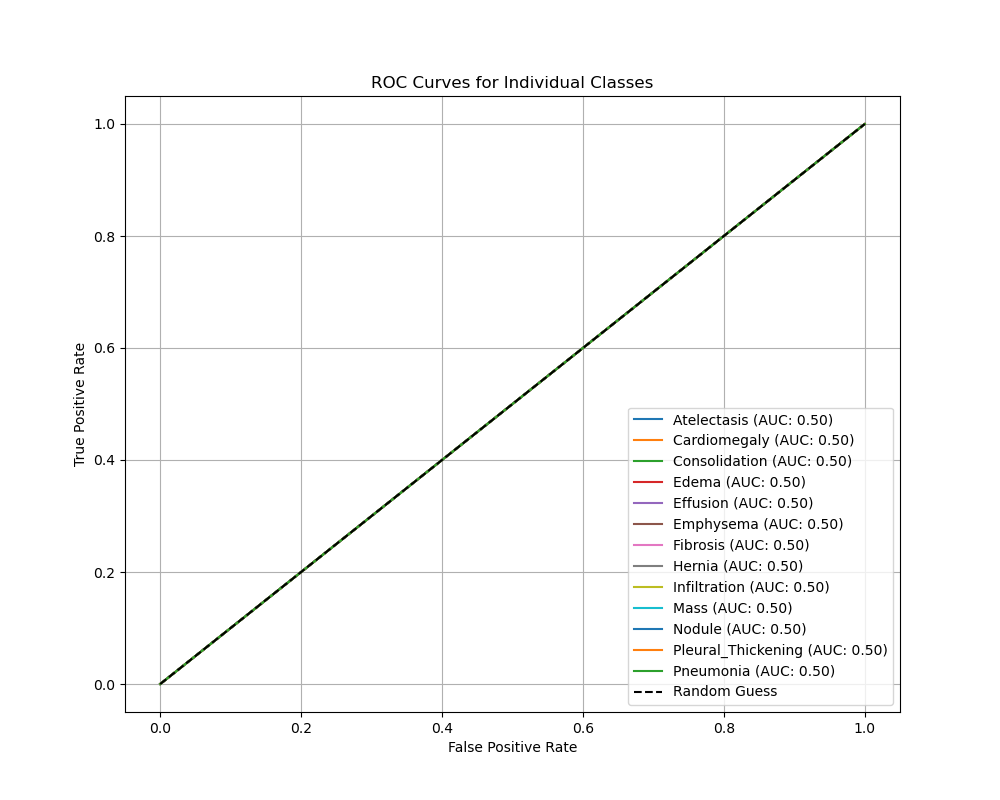 ROC Curves for Individual Classes
1.0
0.8
0.6
0.4
0.2
0.0
True Positive Rate
Atelectasis (AUC: 0.50)
Cardiomegaly (AUC: 0.50)
Consolidation (AUC: 0.50)
Edema (AUC: 0.50)
Effusion (AUC: 0.50)
Emphysema (AUC: 0.50)
Fibrosis (AUC: 0.50)
Hernia (AUC: 0.50)
Infiltration (AUC: 0.50)
Mass (AUC: 0.50)
Nodule (AUC: 0.50)
Pleural_Thickening (AUC: 0.50)
Pneumonia (AUC: 0.50)
Random Guess
0.0 0.2 0.4 0.6 0.8 1.0
False Positive Rate